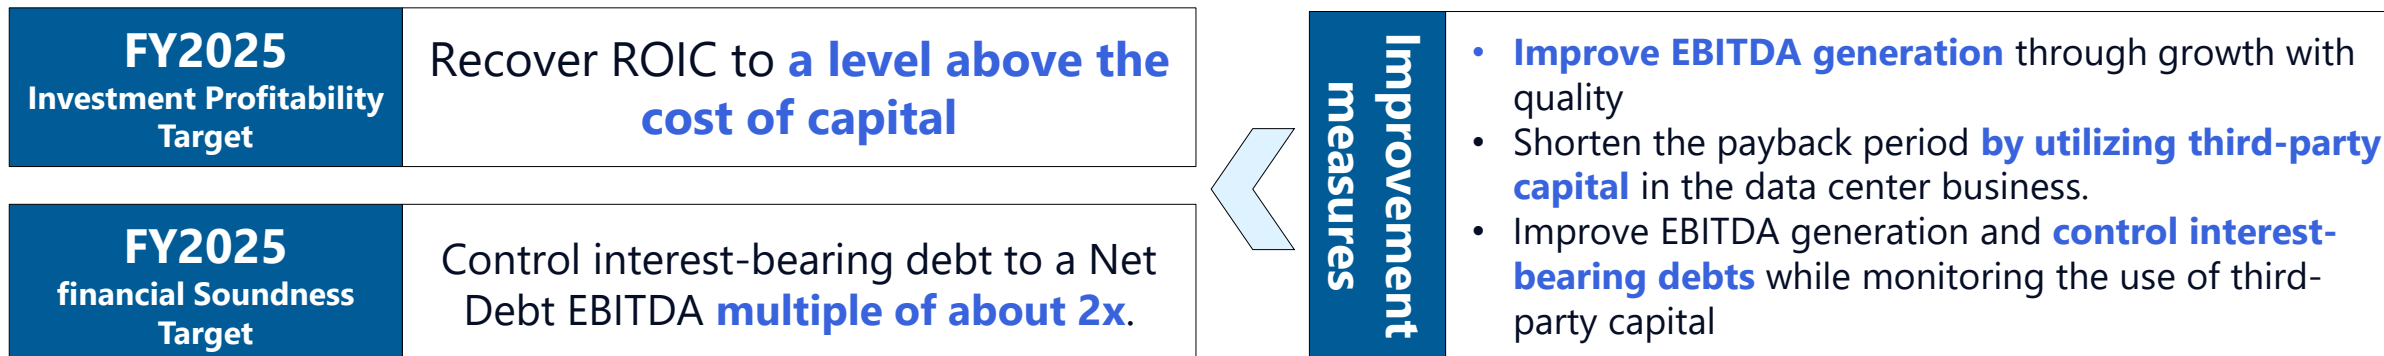 FY2025
Investment Profitability
Target
Recover ROIC to a level above the
cost of capital
FY2025
financial Soundness
Target
Control interest-bearing debt to a Net
Debt EBITDA multiple of about 2x.
Improvement
measures
• Improve EBITDA generation through growth with
quality
• Shorten the payback period by utilizing third-party
capital in the data center business.
• Improve EBITDA generation and control interest-
bearing debts while monitoring the use of third-
party capital